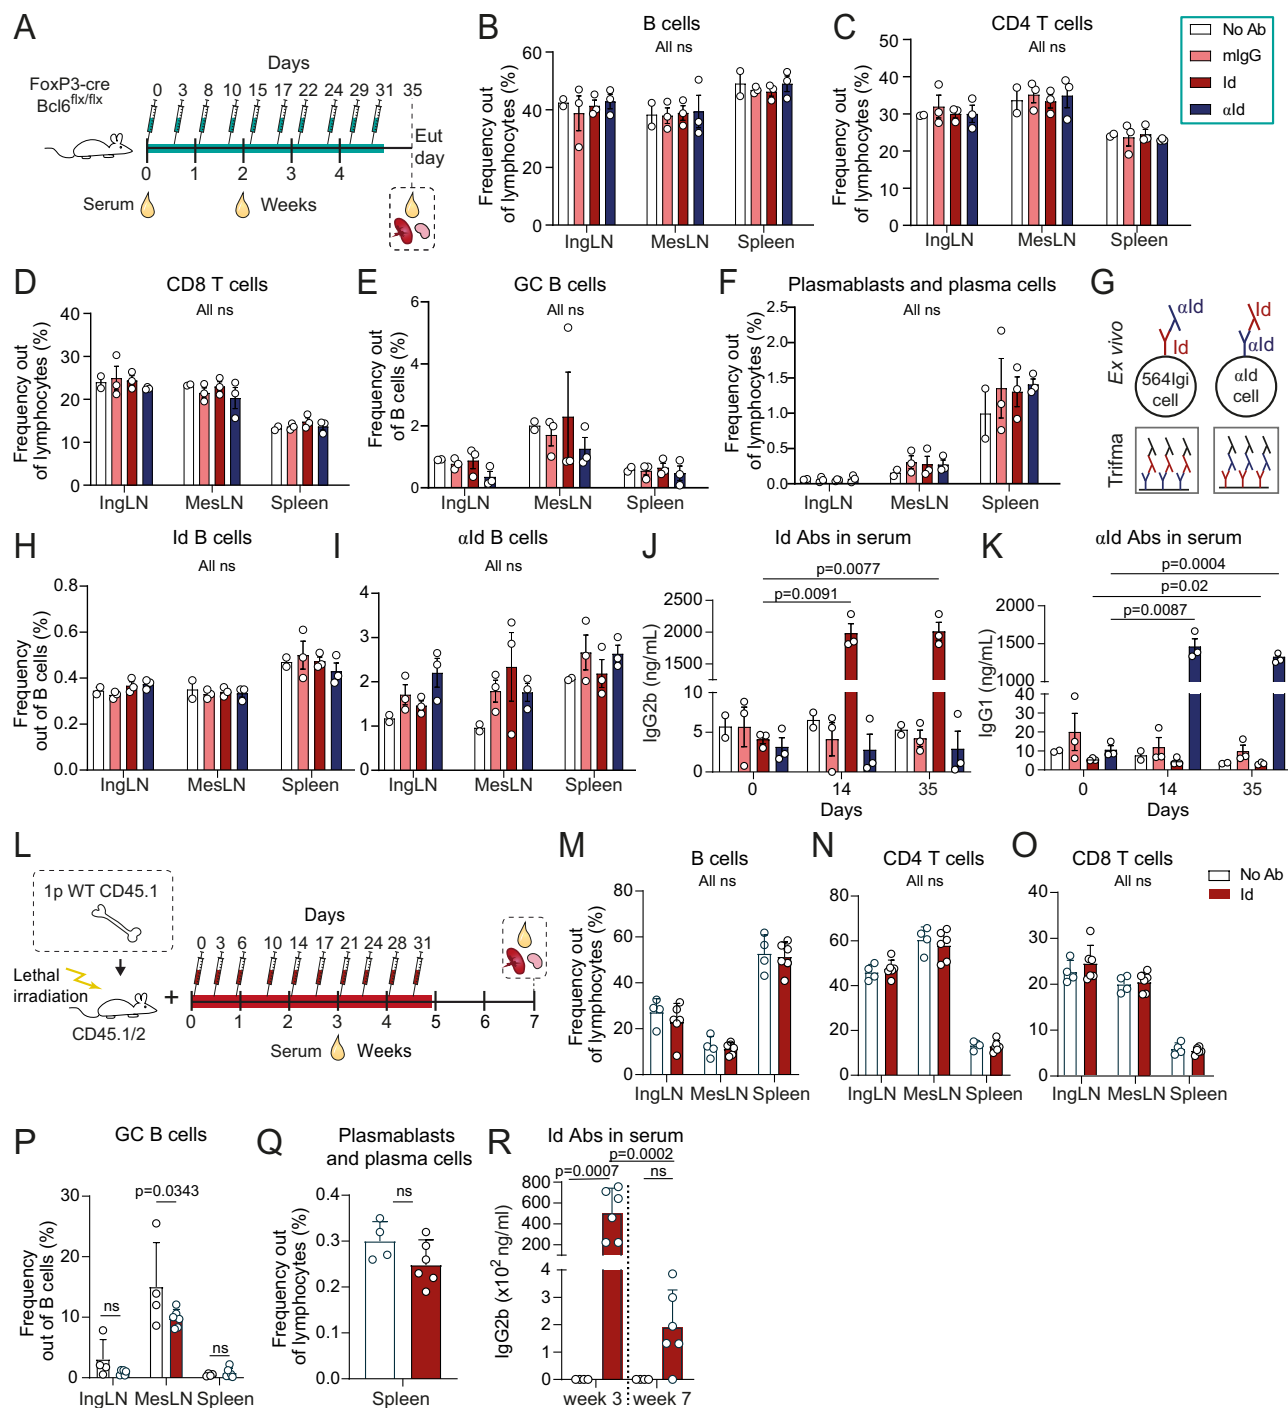 A
FoxP3-cre
Bcl6flx/flx
Days
0 3 8 10 15 17 22 24 29 31 35
Eut
day
0 1 2 3 4
Serum
Weeks
B
B cells
All ns
Frequency out
of lymphocytes (%)
60
40
20
0
IngLN MesLN Spleen
C
CD4 T cells
All ns
Frequency out
of lymphocytes (%)
50
40
30
20
10
0
IngLN MesLN Spleen
No Ab
mIgG
Id
αId
D
CD8 T cells
All ns
Frequency out
of lymphocytes (%)
40
30
20
10
0
IngLN MesLN Spleen
E
GC B cells
All ns
Frequency out
of B cells (%)
6
4
2
0
IngLN MesLN Spleen
F
Plasmablasts and plasma cells
All ns
Frequency out
of lymphocytes (%)
2.5
2.0
1.5
1.0
0.5
0.0
IngLN MesLN Spleen
G
Ex vivo
αId
Id
564Igi
cell
Id
αId
αId
cell
Trifma
H
Id B cells
All ns
Frequency
out of B cells (%)
0.8
0.6
0.4
0.2
0.0
IngLN MesLN Spleen
I
αId B cells
All ns
4
3
2
1
0
IngLN MesLN Spleen
J
Id Abs in serum
p=0.0077
p=0.0091
IgG2b (ng/mL)
2500
2000
1500
1000
10
5
0
0 14 35
Days
K
αId Abs in serum
p=0.0004
p=0.02
p=0.0087
IgG1 (ng/mL)
2000
1500
1000
40
30
20
10
0
0 14 35
Days
L
1p WT CD45.1
Lethal
irradiation
CD45.1/2
+
Days
0 3 6 10 14 17 21 24 28 31
0 1 2 3 4 5 6 7
Serum
Weeks
M
B cells
All ns
Frequency out
of lymphocytes (%)
80
60
40
20
0
IngLN MesLN Spleen
N
CD4 T cells
All ns
80
60
40
20
0
IngLN MesLN Spleen
O
CD8 T cells
All ns
40
30
20
10
0
IngLN MesLN Spleen
No Ab
Id
P
GC B cells
p=0.0343
ns
ns
Frequency
out of B cells (%)
30
20
10
0
IngLN MesLN Spleen
Q
Plasmablasts
and plasma cells
ns
Frequency out
of lymphocytes (%)
0.4
0.3
0.2
0.1
0.0
Spleen
R
Id Abs in serum
p=0.0002
p=0.0007
ns
IgG2b (x102 ng/ml)
800
600
400
200
4
3
2
1
0
week 3 week 7